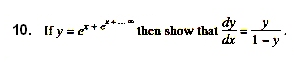 10. If y = e^{x + e^{x + ... ∞}} then show that dy/dx = y/(1 – y).